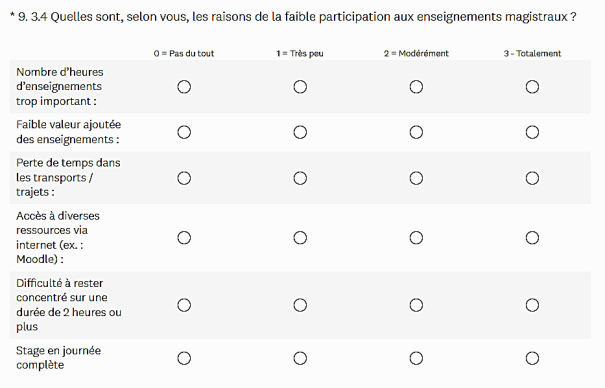 * 9. 3.4 Quelles sont, selon vous, les raisons de la faible participation aux enseignements magistraux ?
0 = Pas du tout 1 = Très peu 2 = Modérément 3 - Totalement
Nombre d'heures
d'enseignements
trop important :
Faible valeur ajoutée
des enseignements :
Perte de temps dans
les transports /
trajets :
Accès à diverses
ressources via
internet (ex. :
Moodle) :
Difficulté à rester
concentré sur une
durée de 2 heures ou
plus
Stage en journée
complète